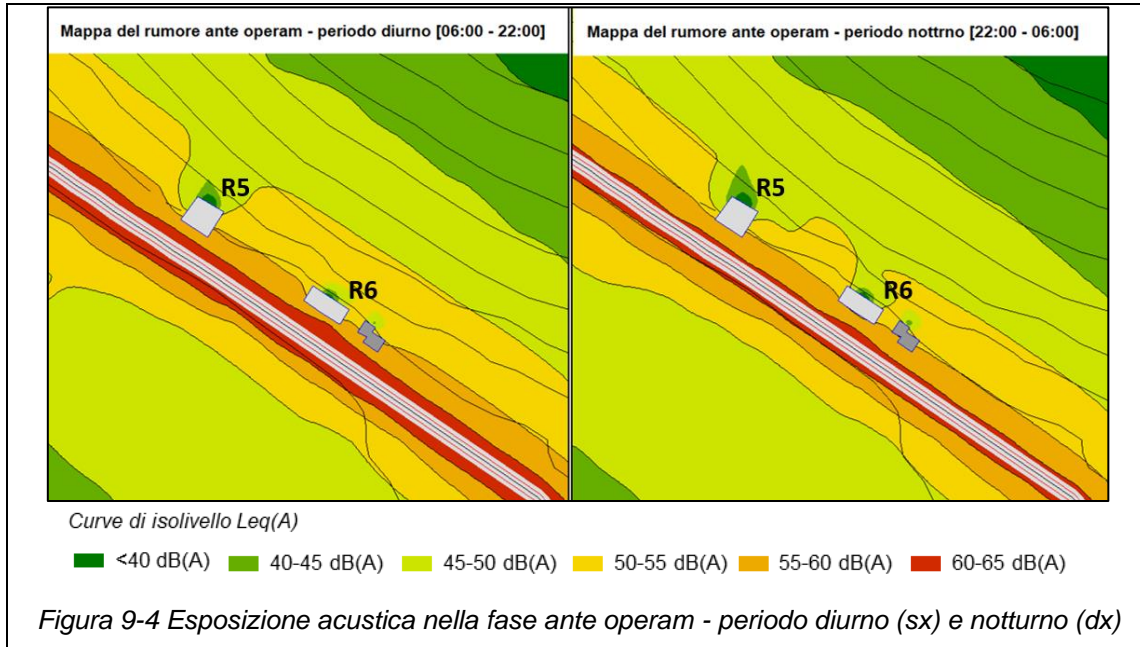 Mappa del rumore ante operam - periodo diurno [06:00 - 22:00]
Mappa del rumore ante operam - periodo nottrno [22:00 - 06:00]
R5
R6
R5
R6
Curve di isolivello Leq(A)
<40 dB(A) 40-45 dB(A) 45-50 dB(A) 50-55 dB(A) 55-60 dB(A) 60-65 dB(A)
Figura 9-4 Esposizione acustica nella fase ante operam - periodo diurno (sx) e notturno (dx)